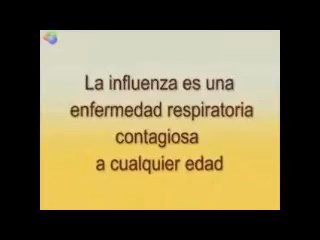 La influenza es una
enfermedad respiratoria
contagiosa
a cualquier edad